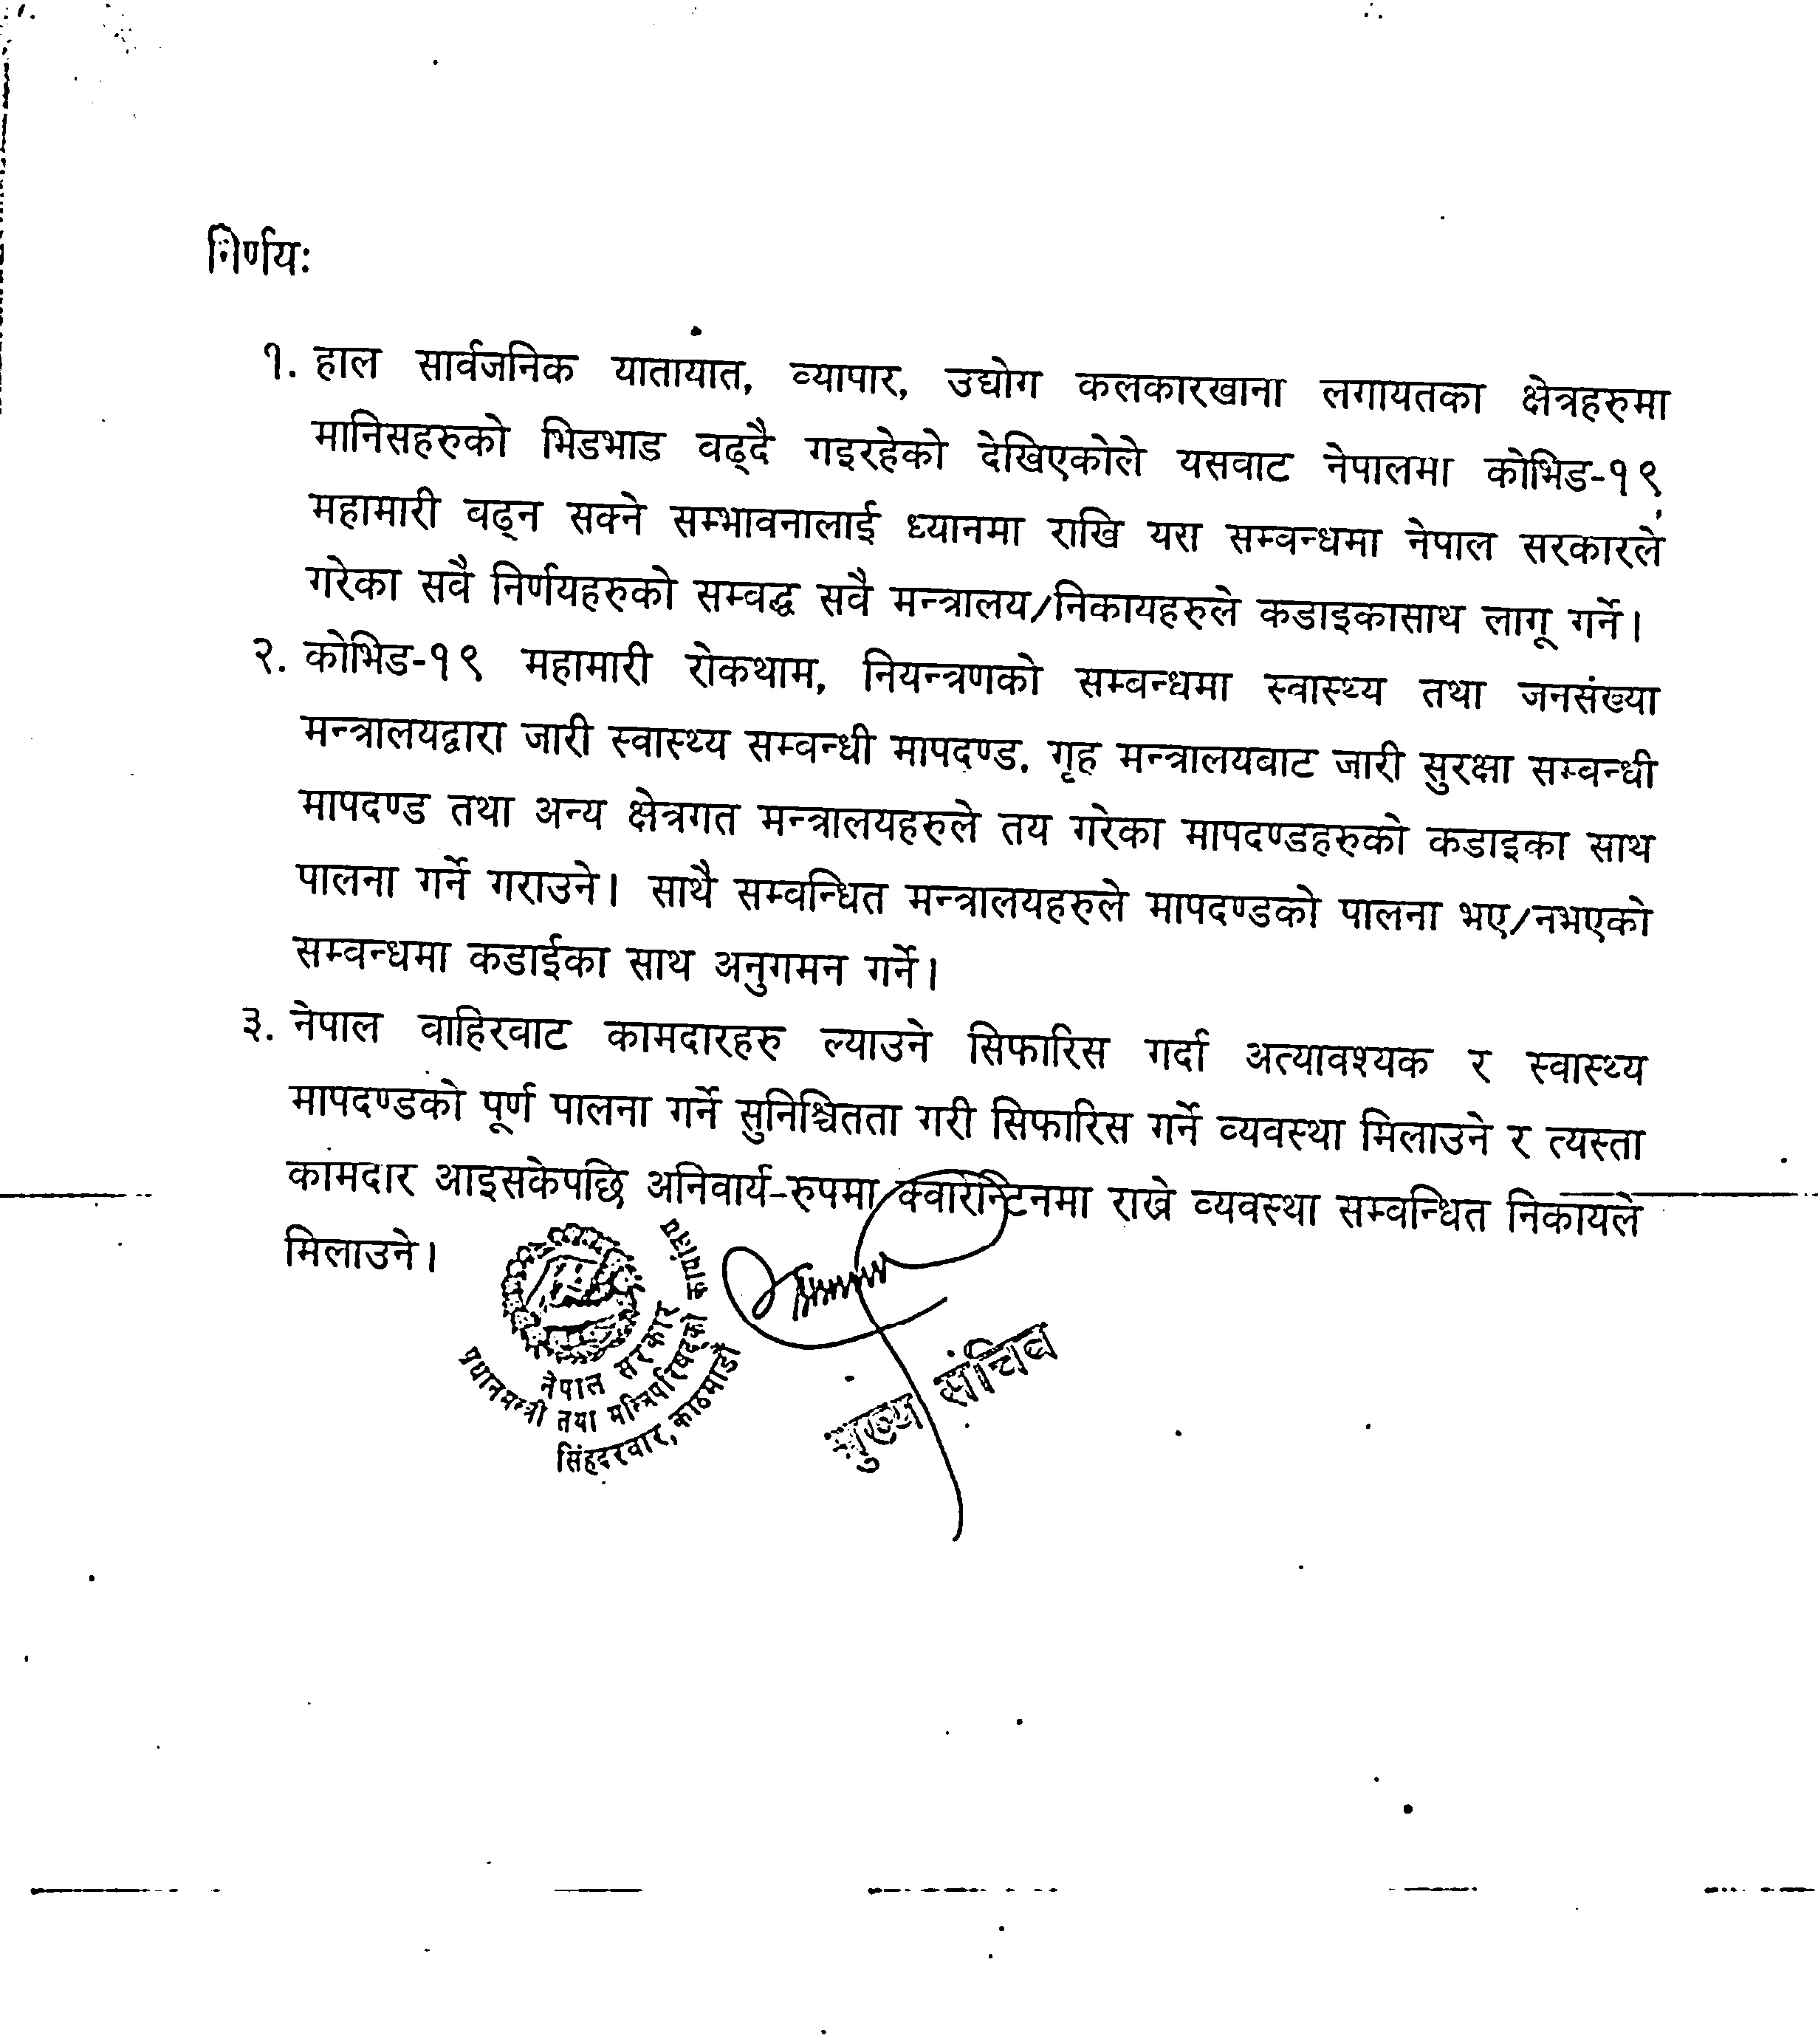 निर्णयः
१. हाल सार्वजनिक यातायात, व्यापार, उद्योग कलकारखाना लगायतका क्षेत्रहरुमा
मानिसहरुको भिडभाड वढ्दै गइरहेको देखिएकोले यसवाट नेपालमा कोभिड-१९
महामारी वढ्न सक्ने सम्भावनालाई ध्यानमा राखि यस सम्वन्धमा नेपाल सरकारले
गरेका सवै निर्णयहरुको सम्वद्ध सवै मन्त्रालय/निकायहरुले कडाइकासाथ लागू गर्ने।
२. कोभिड-१९ महामारी रोकथाम, नियन्त्रणको सम्वन्धमा स्वास्थ्य तथा जनसंख्या
मन्त्रालयद्वारा जारी स्वास्थ्य सम्वन्धी मापदण्ड, गृह मन्त्रालयबाट जारी सुरक्षा सम्वन्धी
मापदण्ड तथा अन्य क्षेत्रगत मन्त्रालयहरुले तय गरेका मापदण्डहरुको कडाइका साथ
पालना गर्ने गराउने। साथै सम्वन्धित मन्त्रालयहरुले मापदण्डको पालना भए/नभएको
सम्वन्धमा कडाईका साथ अनुगमन गर्ने।
३. नेपाल वाहिरवाट कामदारहरु ल्याउने सिफारिस गर्दा अत्यावश्यक र स्वास्थ्य
मापदण्डको पूर्ण पालना गर्ने सुनिश्चितता गरी सिफारिस गर्ने व्यवस्था मिलाउने र त्यस्ता
कामदार आइसकेपछि अनिवार्य-रुपमा क्वारेन्टिनमा राख्ने व्यवस्था सम्वन्धित निकायले
मिलाउने।
नेपाल सरकार
प्रधानमन्त्री तथा मन्त्रिपरिषद्को कार्यालय
सिंहदरवार, काठमाडौं
मुख्य सचिव